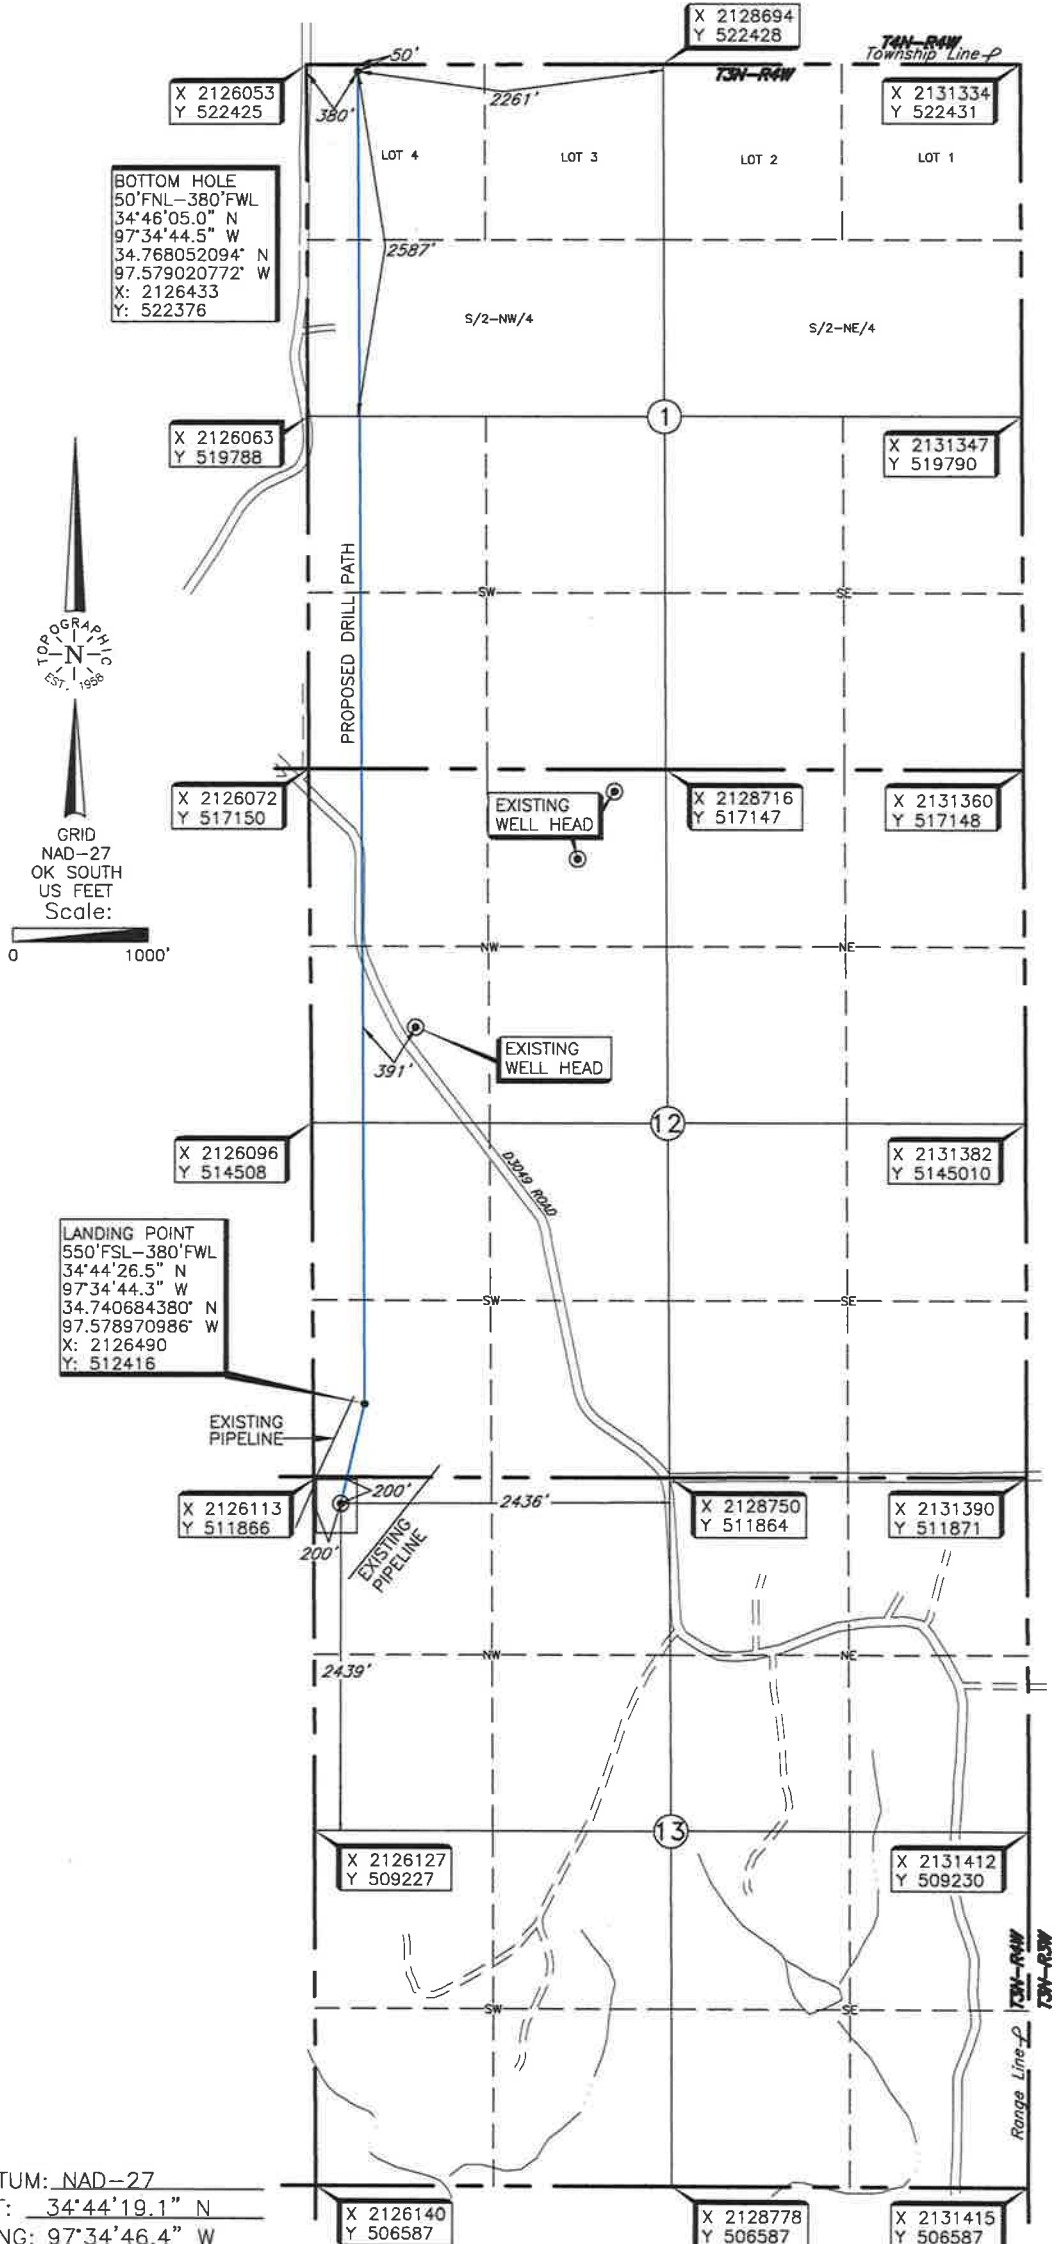 X 2128694
Y 522428
T4N-R4W
Township Line
50'
T3N-R4W
X 2126053
Y 522425
380'
2261'
X 2131334
Y 522431
LOT 4
LOT 3
LOT 2
LOT 1
BOTTOM HOLE
50'FNL-380'FWL
34°46'05.0" N
97°34'44.5" W
34.768052094° N
97.579020772° W
X: 2126433
Y: 522376
2587'
S/2-NW/4
S/2-NE/4
1
X 2126063
Y 519788
X 2131347
Y 519790
PROPOSED DRILL PATH
SW
SE
TOPOGRAPHIC
N
EST. 1958
X 2126072
Y 517150
EXISTING
WELL HEAD
X 2128716
Y 517147
X 2131360
Y 517148
GRID
NAD-27
OK SOUTH
US FEET
Scale:
0 1000'
NW
NE
391'
EXISTING
WELL HEAD
12
X 2126096
Y 514508
X 2131382
Y 5145010
D3049 ROAD
LANDING POINT
550'FSL-380'FWL
34°44'26.5" N
97°34'44.3" W
34.740684380° N
97.578970986° W
X: 2126490
Y: 512416
SW
SE
EXISTING
PIPELINE
X 2126113
Y 511866
200'
2436'
X 2128750
Y 511864
X 2131390
Y 511871
200'
EXISTING
PIPELINE
2439'
NW
NE
13
X 2126127
Y 509227
X 2131412
Y 509230
T3N-R4W
T3N-R3W
SW
SE
Range Line
TUM: NAD-27
T: 34°44'19.1" N
NG: 97°34'46.4" W
X 2126140
Y 506587
X 2128778
Y 506587
X 2131415
Y 506587